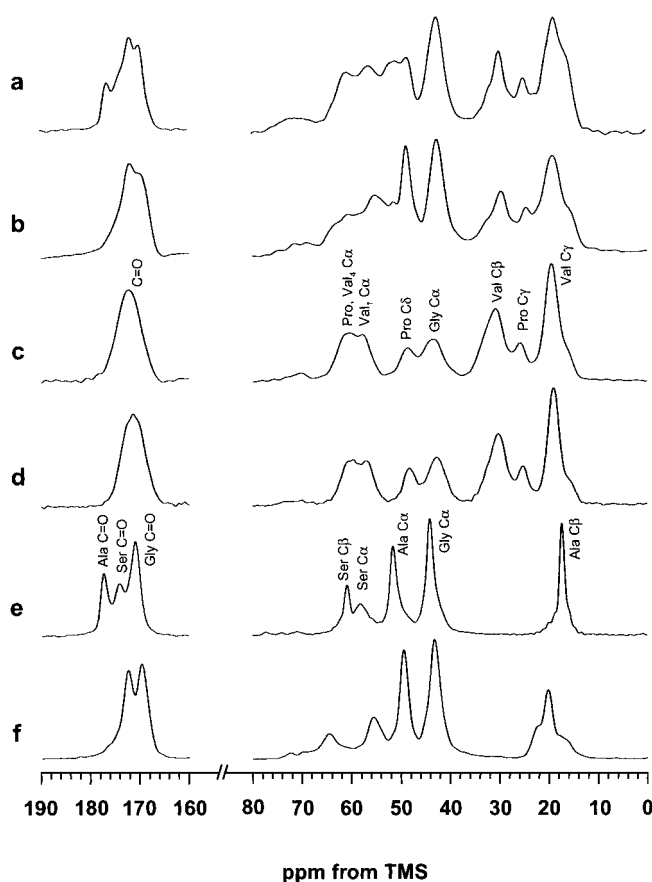 a
b
C=O
Pro, Val₄ Cα
Val₁ Cα
Pro Cδ
Gly Cα
Val Cβ
Pro Cγ
Val Cγ
c
d
Ala C=O
Ser C=O
Gly C=O
Ser Cβ
Ser Cα
Ala Cα
Gly Cα
Ala Cβ
e
f
190 180 170 160 80 70 60 50 40 30 20 10 0
ppm from TMS